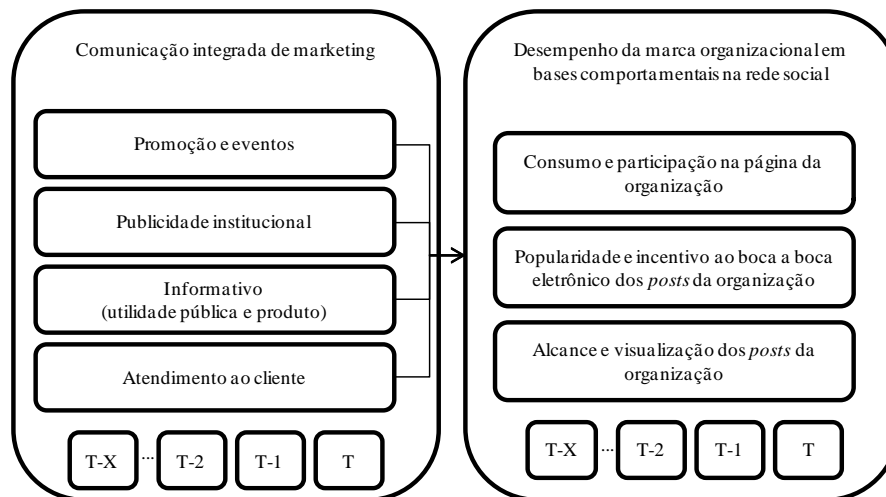 Comunicação integrada de marketing
Promoção e eventos
Publicidade institucional
Informativo
(utilidade pública e produto)
Atendimento ao cliente
T-X ... T-2 T-1 T
Desempenho da marca organizacional em
bases comportamentais na rede social
Consumo e participação na página da
organização
Popularidade e incentivo ao boca a boca
eletrônico dos posts da organização
Alcance e visualização dos posts da
organização
T-X ... T-2 T-1 T